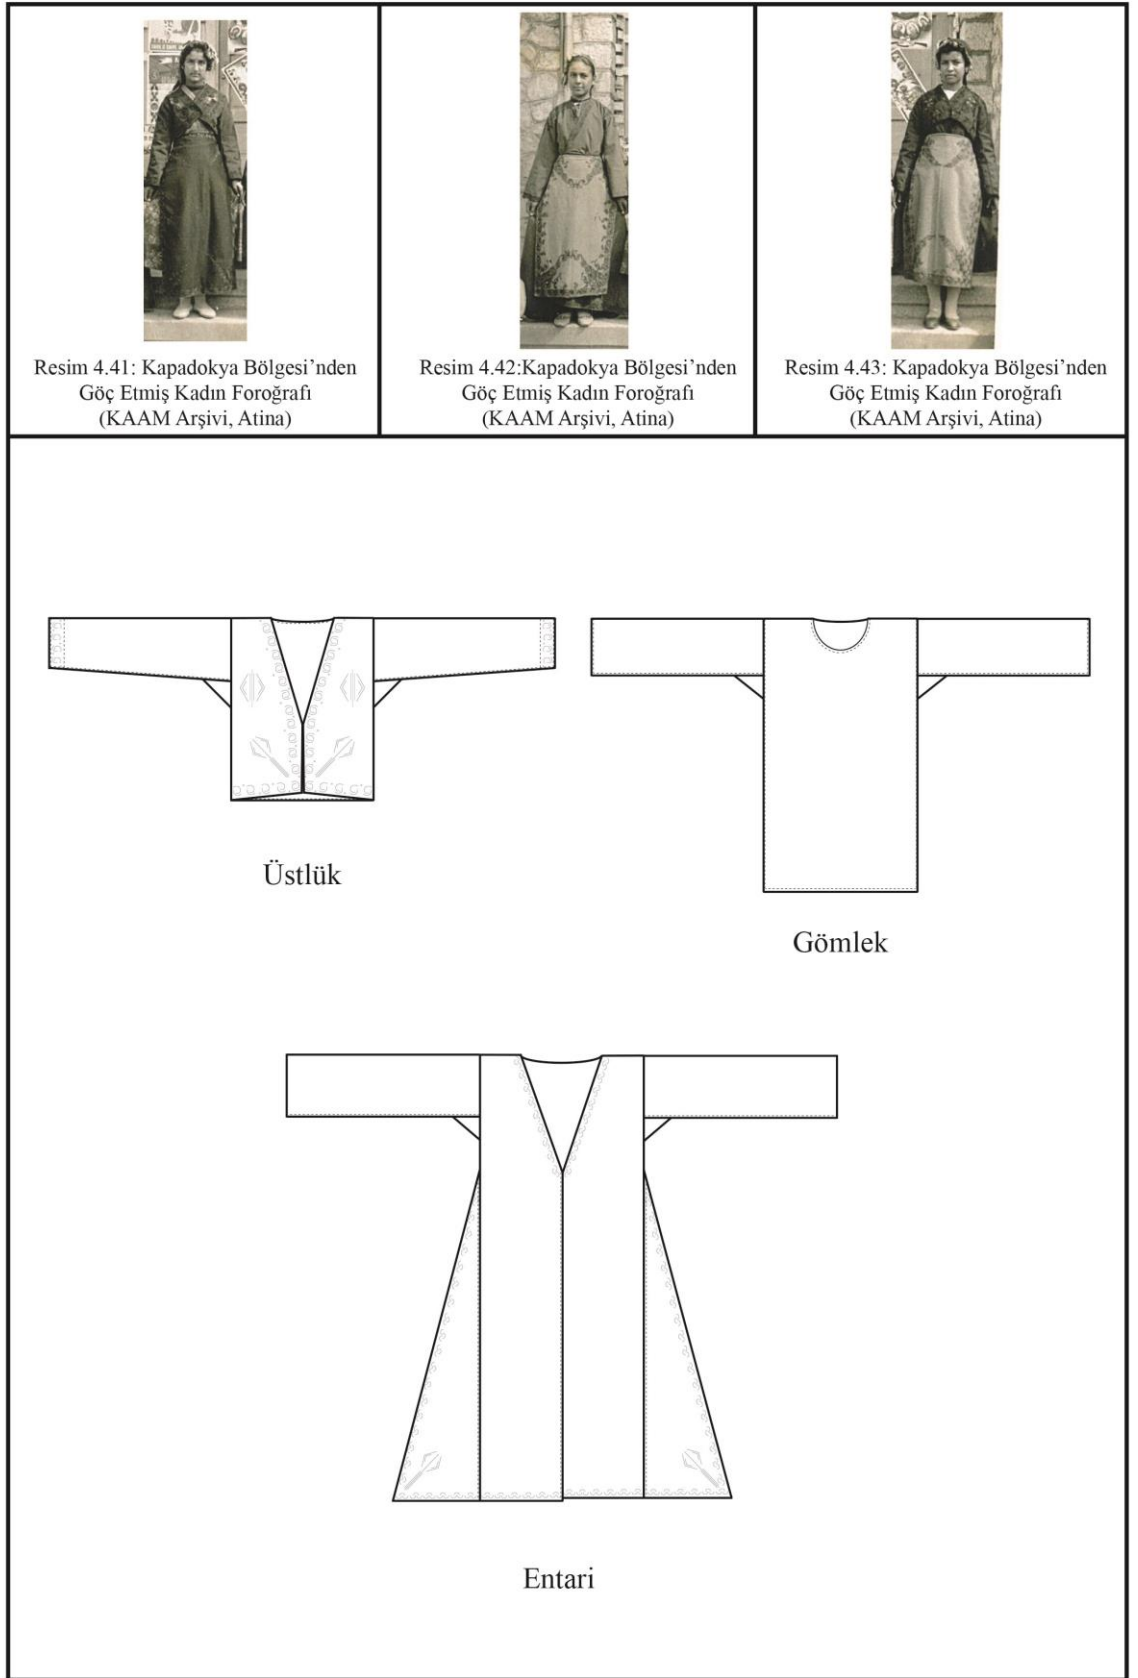 Resim 4.41: Kapadokya Bölgesi’nden
Göç Etmiş Kadın Foroğrafı
(KAAM Arşivi, Atina)
Resim 4.42:Kapadokya Bölgesi’nden
Göç Etmiş Kadın Foroğrafı
(KAAM Arşivi, Atina)
Resim 4.43: Kapadokya Bölgesi’nden
Göç Etmiş Kadın Foroğrafı
(KAAM Arşivi, Atina)
Üstlük
Gömlek
Entari